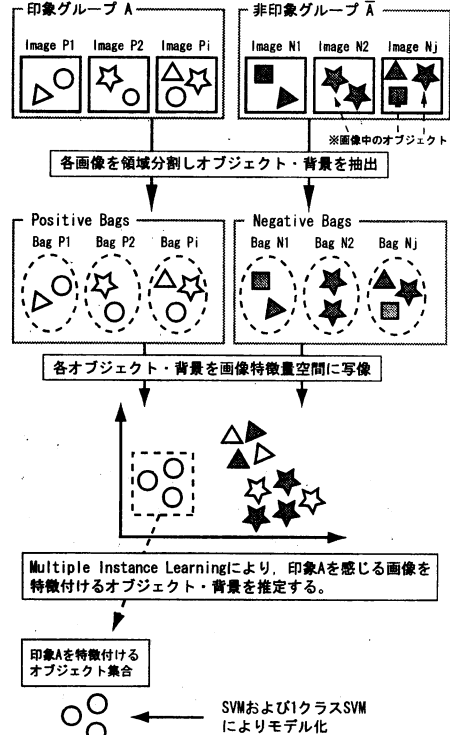 印象グループ A
非印象グループ A̅
Image P1 Image P2 Image Pi
Image N1 Image N2 Image Nj
※画像中のオブジェクト
各画像を領域分割しオブジェクト・背景を抽出
Positive Bags
Negative Bags
Bag P1 Bag P2 Bag Pi
Bag N1 Bag N2 Bag Nj
各オブジェクト・背景を画像特徴量空間に写像
Multiple Instance Learningにより，印象Aを感じる画像を
特徴付けるオブジェクト・背景を推定する。
印象Aを特徴付ける
オブジェクト集合
SVMおよび1クラスSVM
によりモデル化